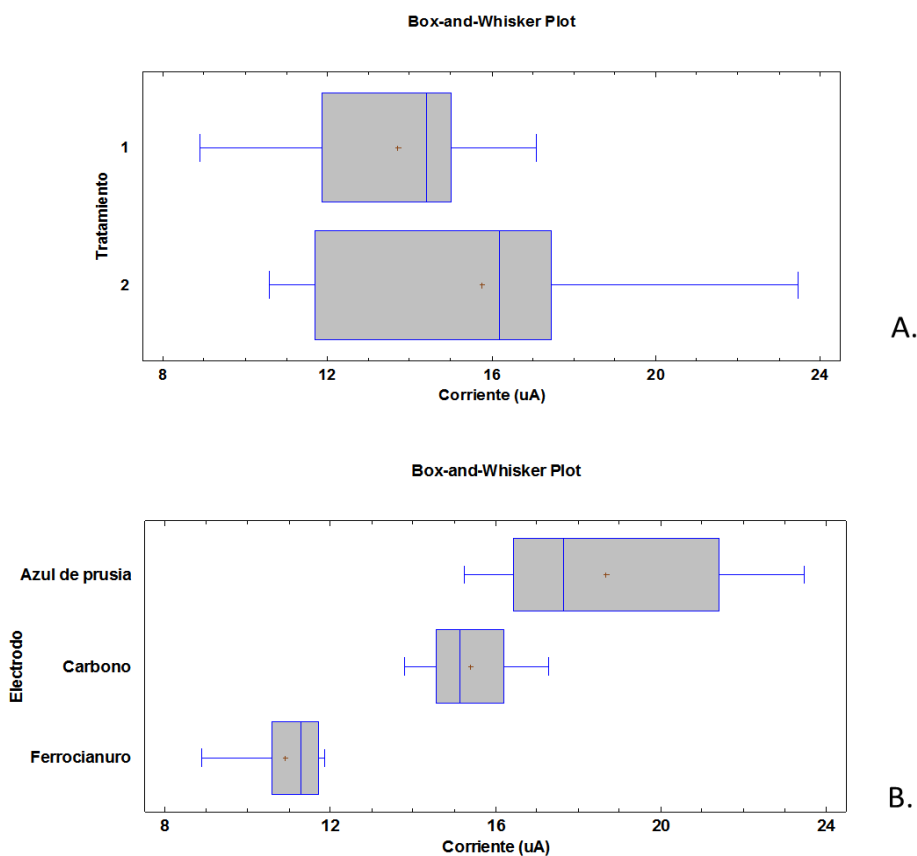 Box-and-Whisker Plot
1
Tratamiento
2
8 12 16 20 24
Corriente (uA)
A.
Box-and-Whisker Plot
Azul de prusia
Electrodo
Carbono
Ferrocianuro
8 12 16 20 24
Corriente (uA)
B.